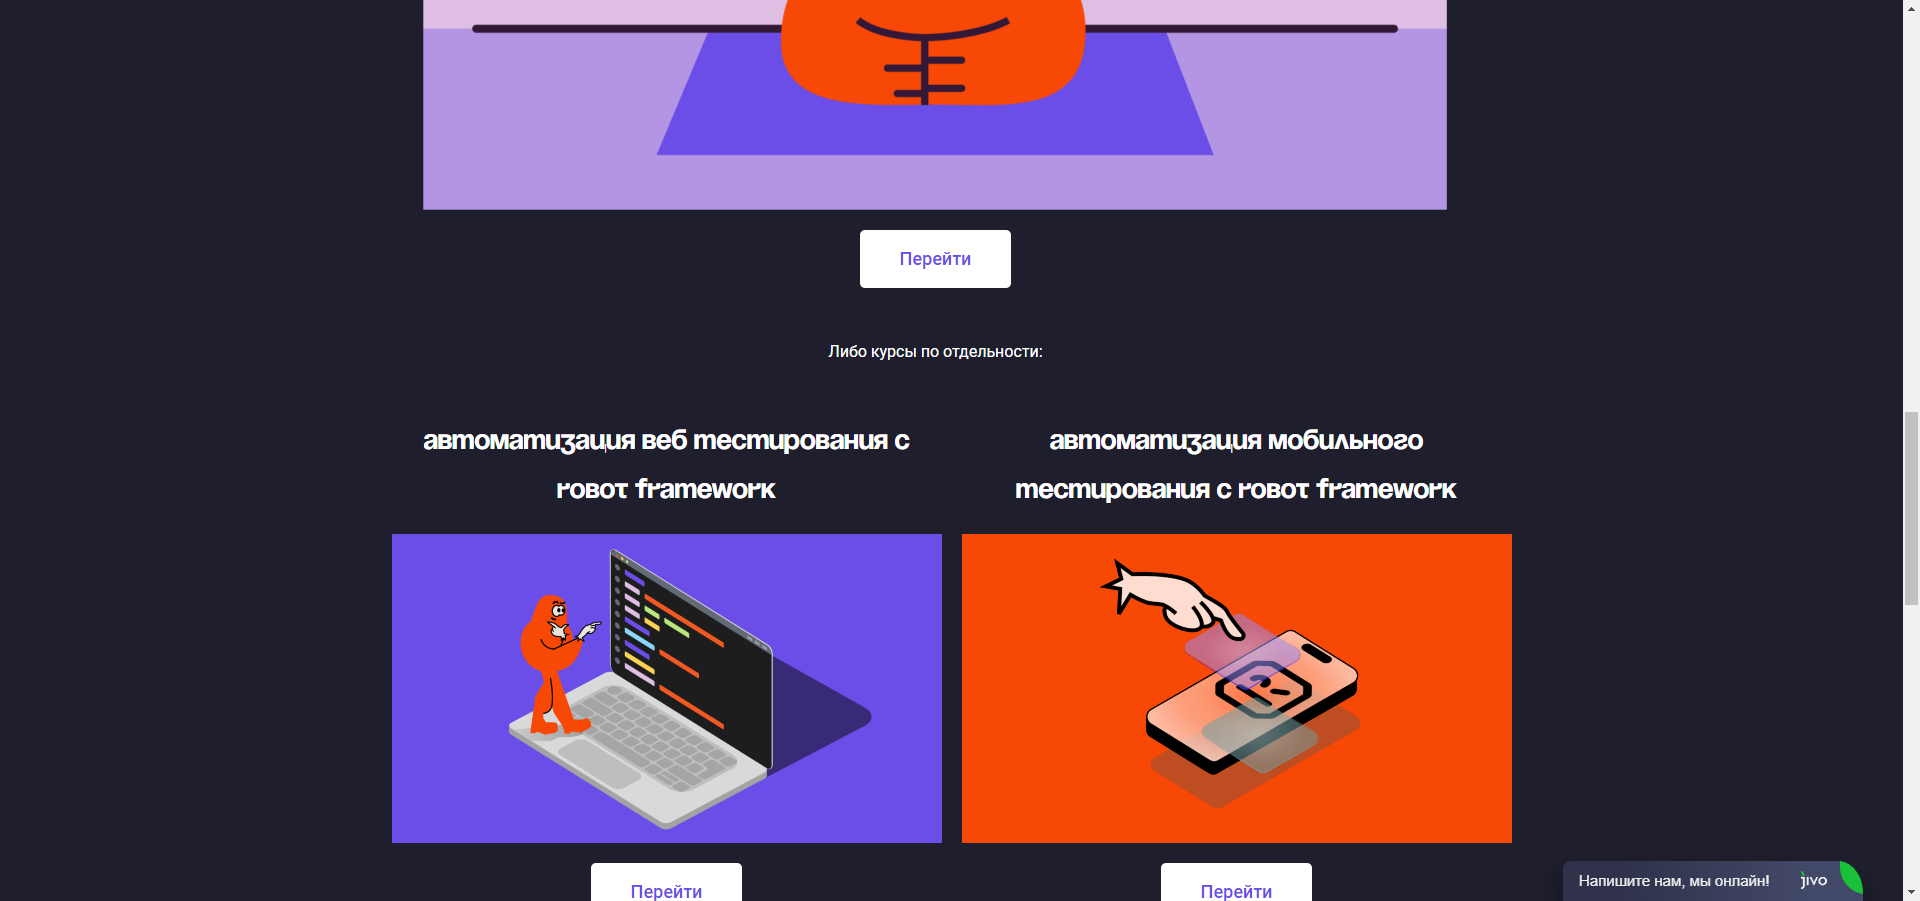 Перейти
Либо курсы по отдельности:
автоматизация веб тестирования с
robot framework
автоматизация мобильного
тестирования с robot framework
Перейти
Перейти
Напишите нам, мы онлайн! jivo